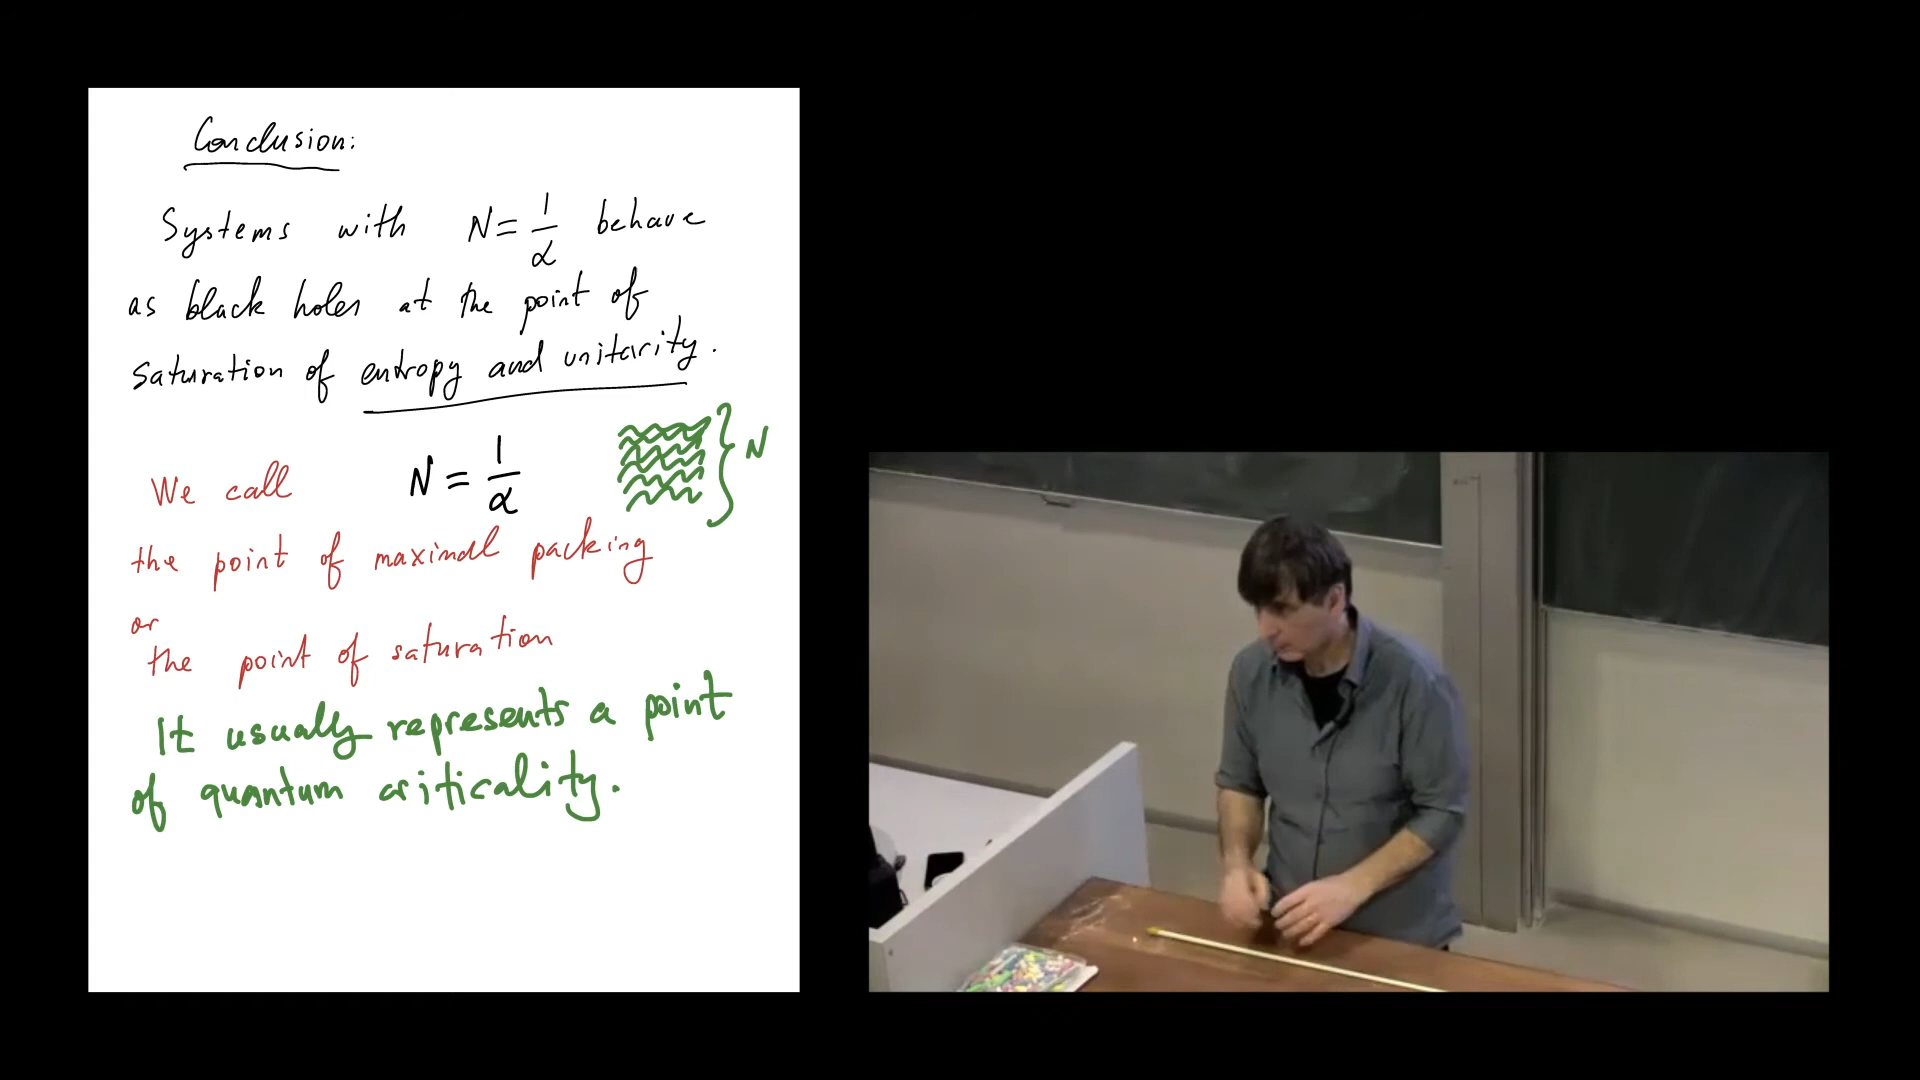 Conclusion:
Systems with N = 1/α behave
as black holes at the point of
saturation of entropy and unitarity.
We call N = 1/α } N
the point of maximal packing
or
the point of saturation
It usually represents a point
of quantum criticality.